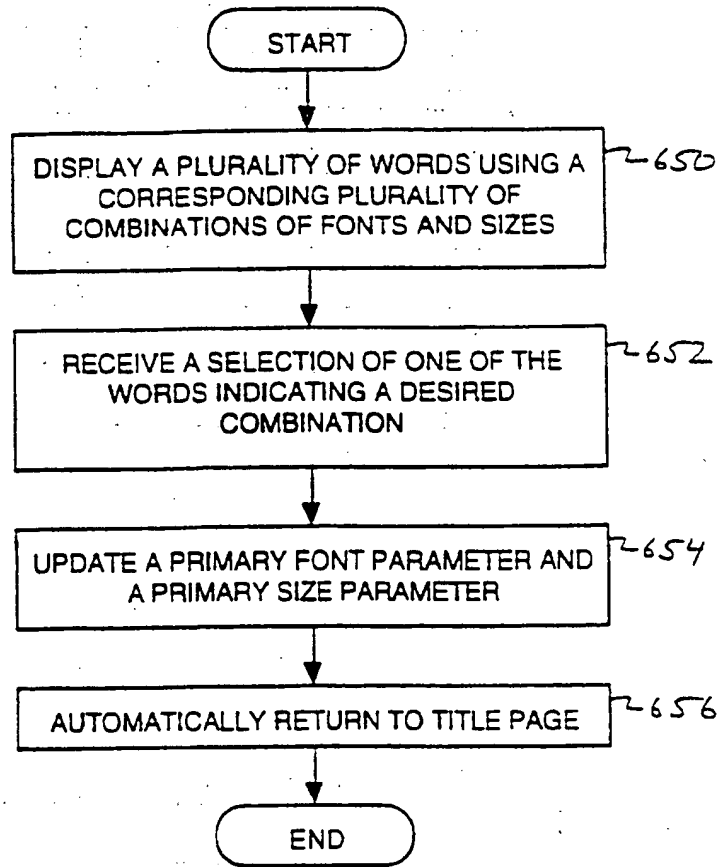 START
DISPLAY A PLURALITY OF WORDS USING A
CORRESPONDING PLURALITY OF
COMBINATIONS OF FONTS AND SIZES
650
RECEIVE A SELECTION OF ONE OF THE
WORDS INDICATING A DESIRED
COMBINATION
652
UPDATE A PRIMARY FONT PARAMETER AND
A PRIMARY SIZE PARAMETER
654
AUTOMATICALLY RETURN TO TITLE PAGE
656
END